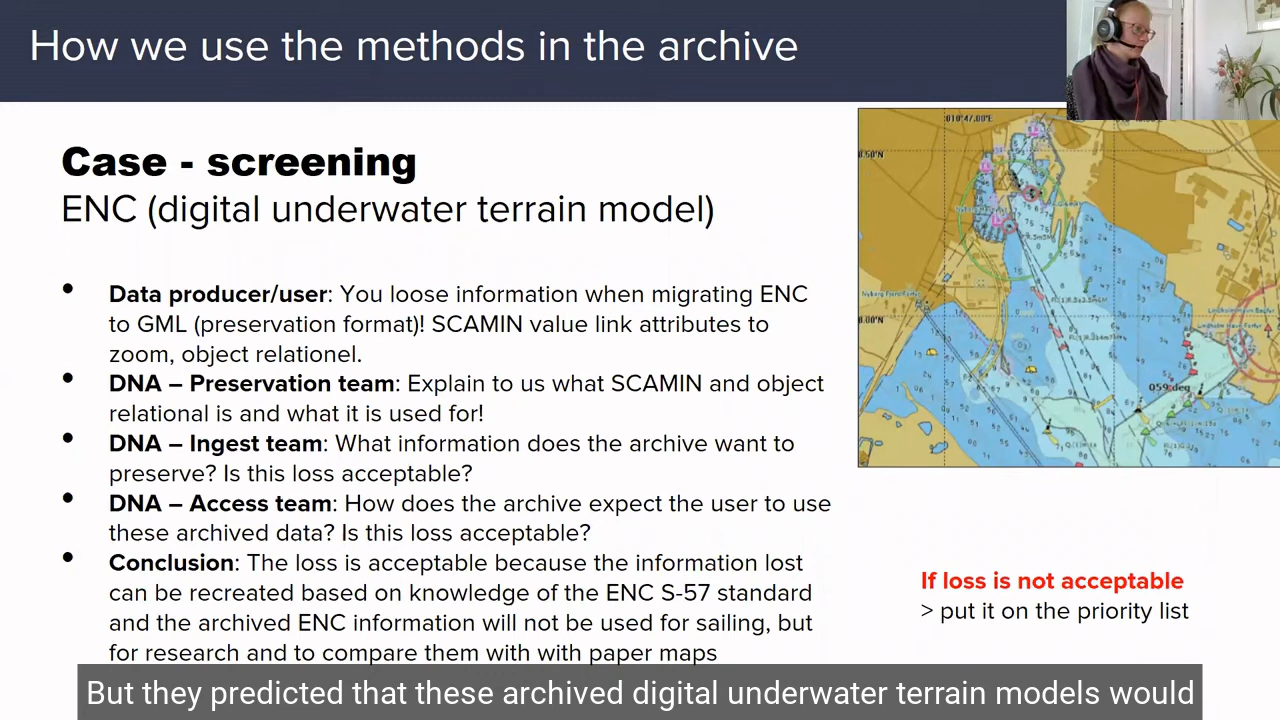 How we use the methods in the archive
Case - screening
ENC (digital underwater terrain model)
• Data producer/user: You loose information when migrating ENC
to GML (preservation format)! SCAMIN value link attributes to
zoom, object relationel.
• DNA – Preservation team: Explain to us what SCAMIN and object
relational is and what it is used for!
• DNA – Ingest team: What information does the archive want to
preserve? Is this loss acceptable?
• DNA – Access team: How does the archive expect the user to use
these archived data? Is this loss acceptable?
• Conclusion: The loss is acceptable because the information lost
can be recreated based on knowledge of the ENC S-57 standard
and the archived ENC information will not be used for sailing, but
for research and to compare them with with paper maps
010°47.00'E
059 deg
If loss is not acceptable
> put it on the priority list
But they predicted that these archived digital underwater terrain models would